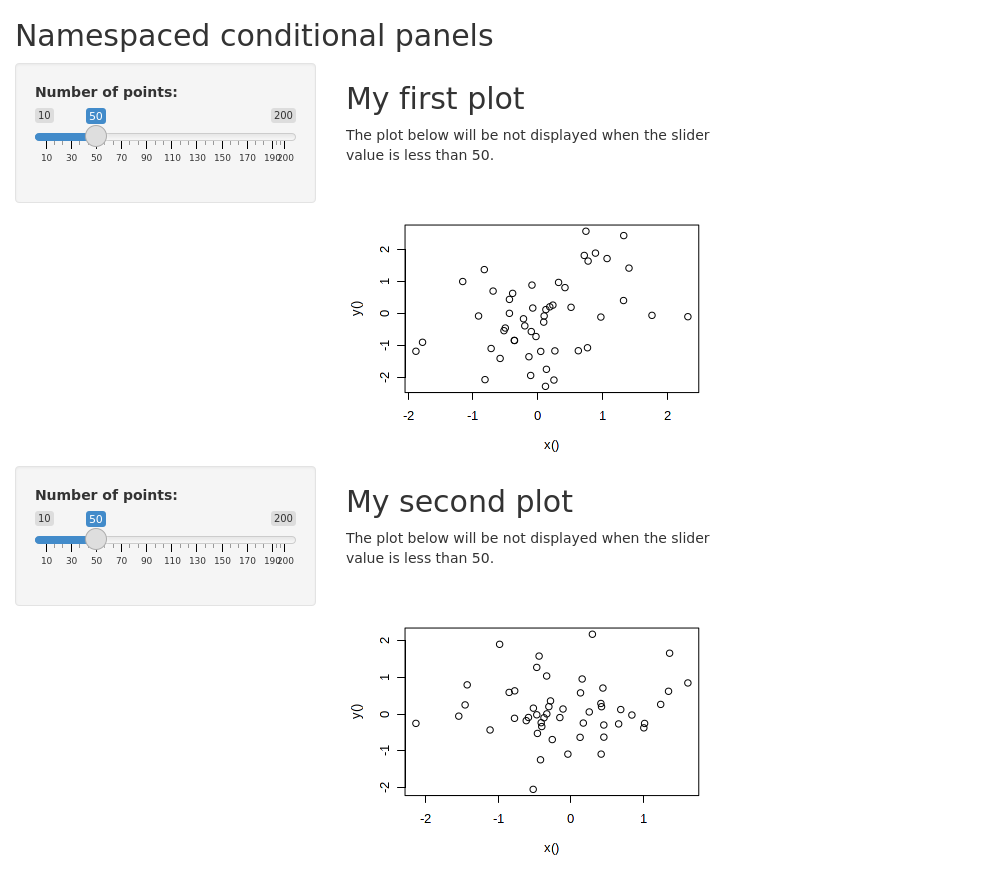 Namespaced conditional panels
Number of points:
10 50 200
10 30 50 70 90 110 130 150 170 190 200
My first plot
The plot below will be not displayed when the slider
value is less than 50.
y()
2
1
0
-1
-2
-2 -1 0 1 2
x()
Number of points:
10 50 200
10 30 50 70 90 110 130 150 170 190 200
My second plot
The plot below will be not displayed when the slider
value is less than 50.
y()
2
1
0
-1
-2
-2 -1 0 1
x()